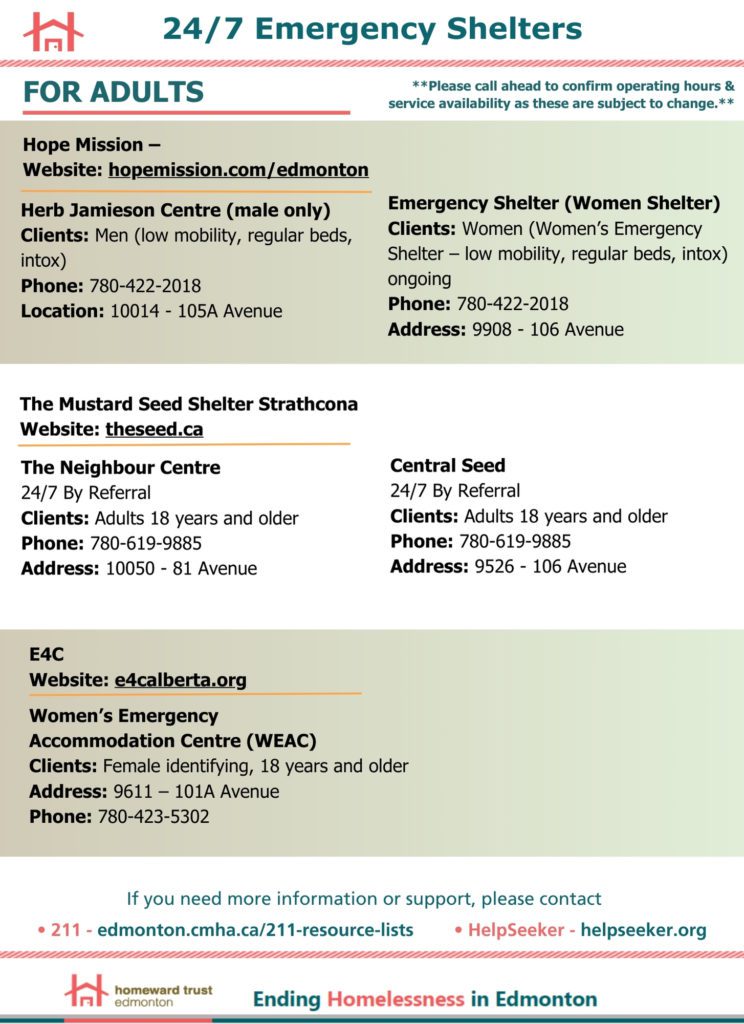 24/7 Emergency Shelters
FOR ADULTS
**Please call ahead to confirm operating hours &
service availability as these are subject to change.**
Hope Mission –
Website: hopemission.com/edmonton
Herb Jamieson Centre (male only)
Clients: Men (low mobility, regular beds,
intox)
Phone: 780-422-2018
Location: 10014 - 105A Avenue
Emergency Shelter (Women Shelter)
Clients: Women (Women’s Emergency
Shelter – low mobility, regular beds, intox)
ongoing
Phone: 780-422-2018
Address: 9908 - 106 Avenue
The Mustard Seed Shelter Strathcona
Website: theseed.ca
The Neighbour Centre
24/7 By Referral
Clients: Adults 18 years and older
Phone: 780-619-9885
Address: 10050 - 81 Avenue
Central Seed
24/7 By Referral
Clients: Adults 18 years and older
Phone: 780-619-9885
Address: 9526 - 106 Avenue
E4C
Website: e4calberta.org
Women’s Emergency
Accommodation Centre (WEAC)
Clients: Female identifying, 18 years and older
Address: 9611 – 101A Avenue
Phone: 780-423-5302
If you need more information or support, please contact
• 211 - edmonton.cmha.ca/211-resource-lists • HelpSeeker - helpseeker.org
homeward trust
edmonton
Ending Homelessness in Edmonton